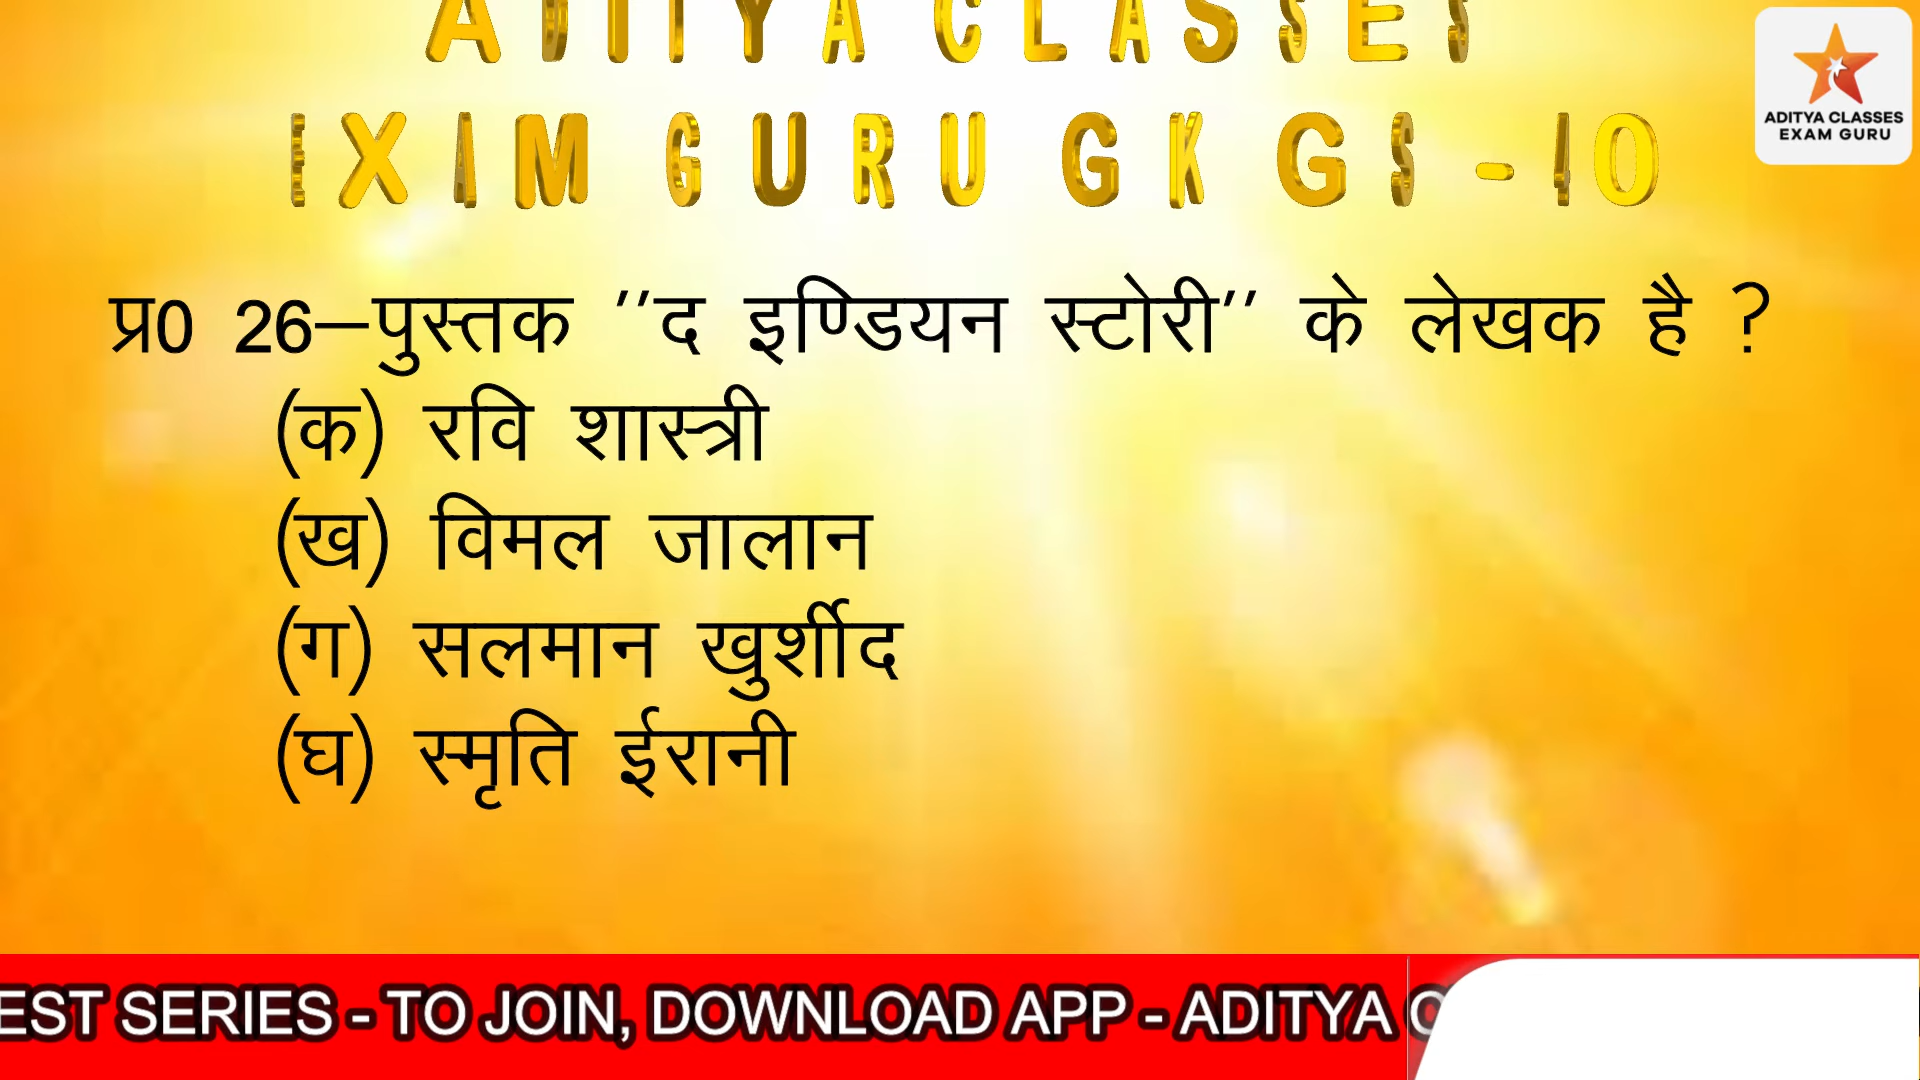 ADITYA CLASSES
EXAM GURU GK GS - 10
ADITYA CLASSES
EXAM GURU
प्र0 26–पुस्तक ''द इण्डियन स्टोरी'' के लेखक है ?
(क) रवि शास्त्री
(ख) विमल जालान
(ग) सलमान खुर्शीद
(घ) स्मृति ईरानी
EST SERIES - TO JOIN, DOWNLOAD APP - ADITYA C